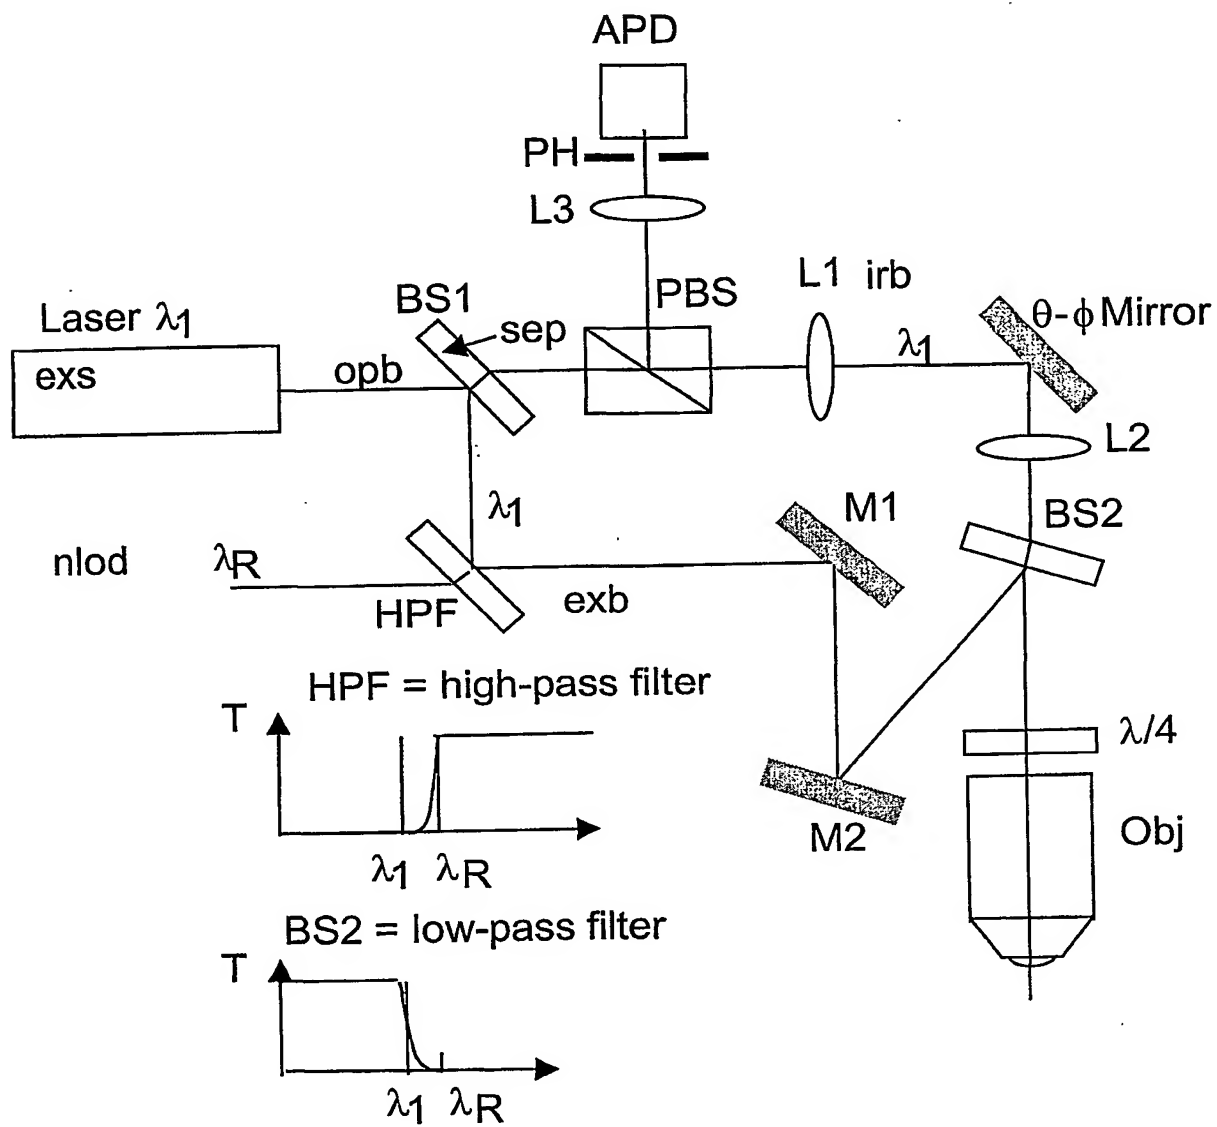 APD
PH
L3
L1 irb
BS1
PBS
Laser λ1
sep
θ-ϕ Mirror
exs
opb
λ1
L2
λ1
M1
BS2
nlod
λR
HPF
exb
HPF = high-pass filter
T
λ/4
M2
Obj
λ1 λR
BS2 = low-pass filter
T
λ1 λR